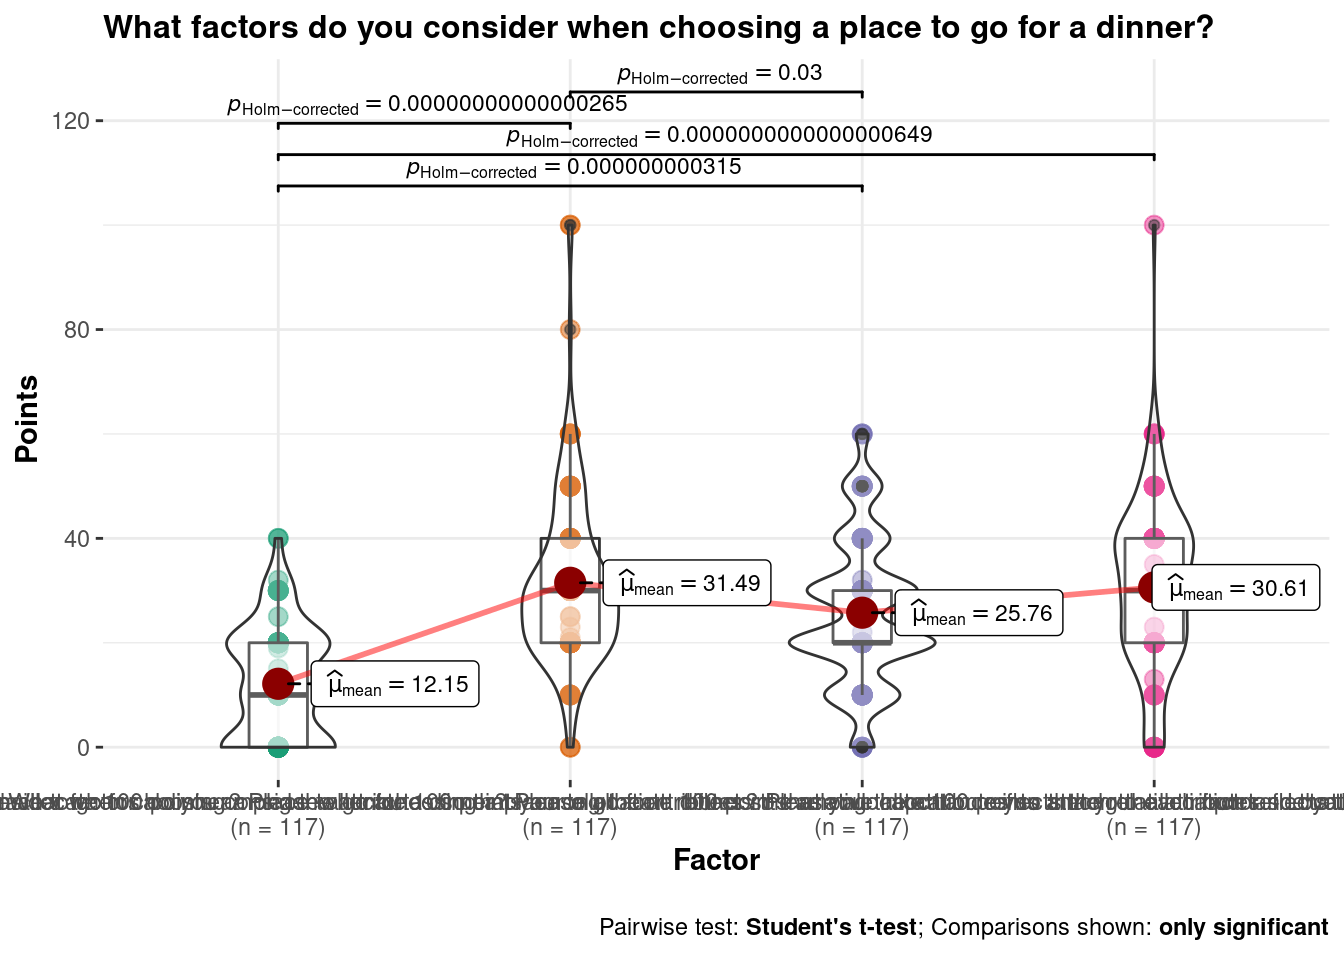 What factors do you consider when choosing a place to go for a dinner?
pHolm−corrected = 0.03
pHolm−corrected = 0.00000000000000265
pHolm−corrected = 0.0000000000000000649
pHolm−corrected = 0.000000000315
120
80
40
0
Points
μ̂mean = 12.15
μ̂mean = 31.49
μ̂mean = 25.76
μ̂mean = 30.61
(n = 117) (n = 117) (n = 117) (n = 117)
Factor
Pairwise test: Student's t-test; Comparisons shown: only significant